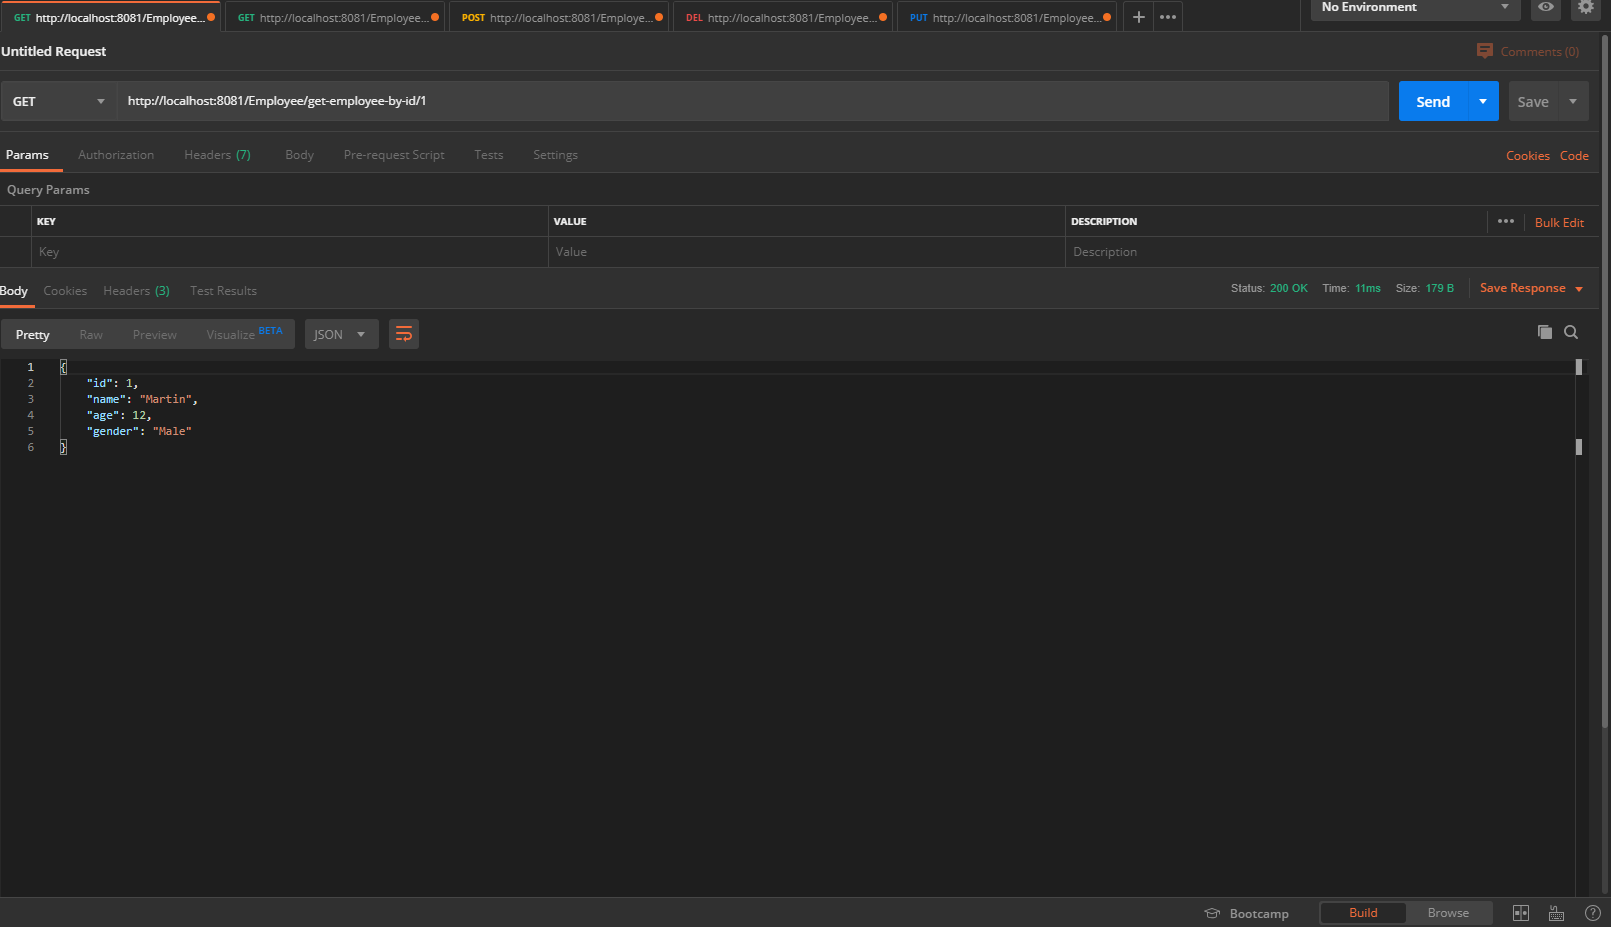 GET http://localhost:8081/Employee... GET http://localhost:8081/Employee... POST http://localhost:8081/Employe... DEL http://localhost:8081/Employee... PUT http://localhost:8081/Employee... + ••• No Environment
Untitled Request Comments (0)
GET http://localhost:8081/Employee/get-employee-by-id/1 Send Save
Params Authorization Headers (7) Body Pre-request Script Tests Settings Cookies Code
Query Params
KEY VALUE DESCRIPTION ••• Bulk Edit
Key Value Description
Body Cookies Headers (3) Test Results Status: 200 OK Time: 11ms Size: 179 B Save Response
Pretty Raw Preview Visualize BETA JSON
1 {
2 "id": 1,
3 "name": "Martin",
4 "age": 12,
5 "gender": "Male"
6 }
Bootcamp Build Browse ?